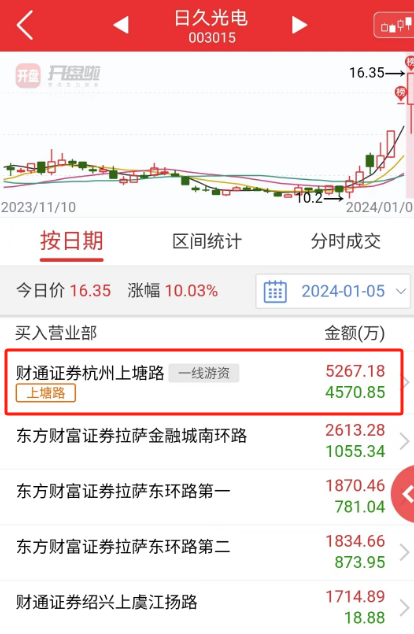 日久光电
003015
开盘 开盘啦
16.35
榜
榜
10.2
2023/11/10 2024/01/0
按日期 区间统计 分时成交
今日价 16.35 涨幅 10.03% 2024-01-05
买入营业部 金额(万)
财通证券杭州上塘路 一线游资 5267.18
上塘路 4570.85
东方财富证券拉萨金融城南环路 2613.28
1055.34
东方财富证券拉萨东环路第一 1870.46
781.04
东方财富证券拉萨东环路第二 1834.66
873.95
财通证券绍兴上虞江扬路 1714.89
18.88